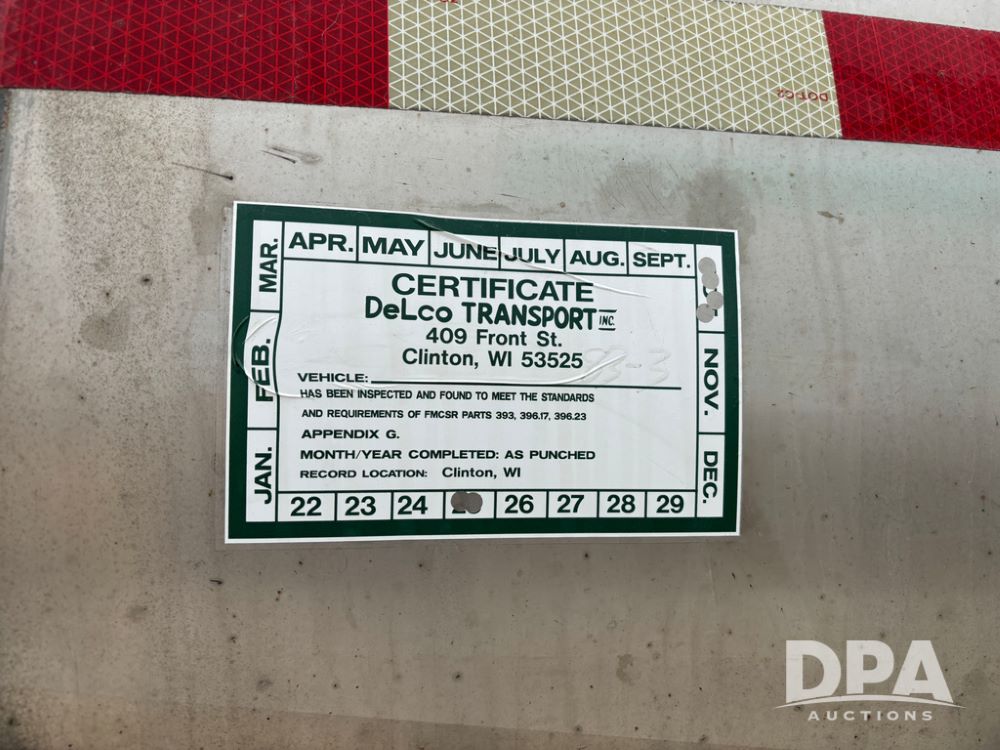 DOT-C2
MAR. APR. MAY JUNE JULY AUG. SEPT.
CERTIFICATE
DeLco TRANSPORT INC.
409 Front St.
Clinton, WI 53525
VEHICLE:
HAS BEEN INSPECTED AND FOUND TO MEET THE STANDARDS
AND REQUIREMENTS OF FMCSR PARTS 393, 396.17, 396.23
APPENDIX G.
MONTH/YEAR COMPLETED: AS PUNCHED
RECORD LOCATION: Clinton, WI
FEB.
JAN.
NOV.
DEC.
22 23 24 26 27 28 29
DPA
AUCTIONS